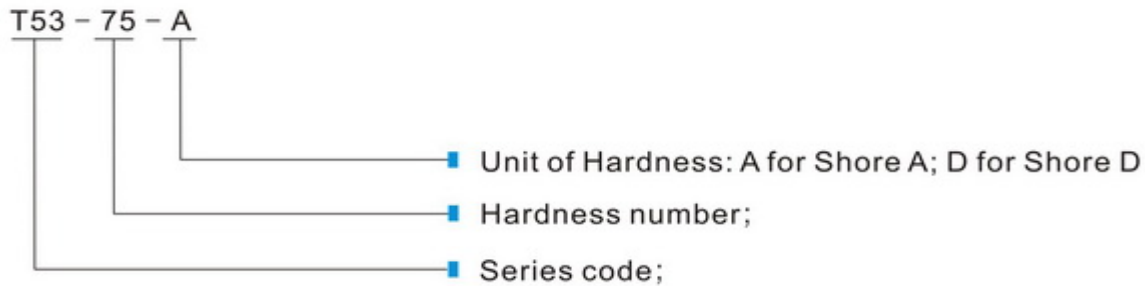 T53 - 75 - A
Unit of Hardness: A for Shore A; D for Shore D
Hardness number;
Series code;